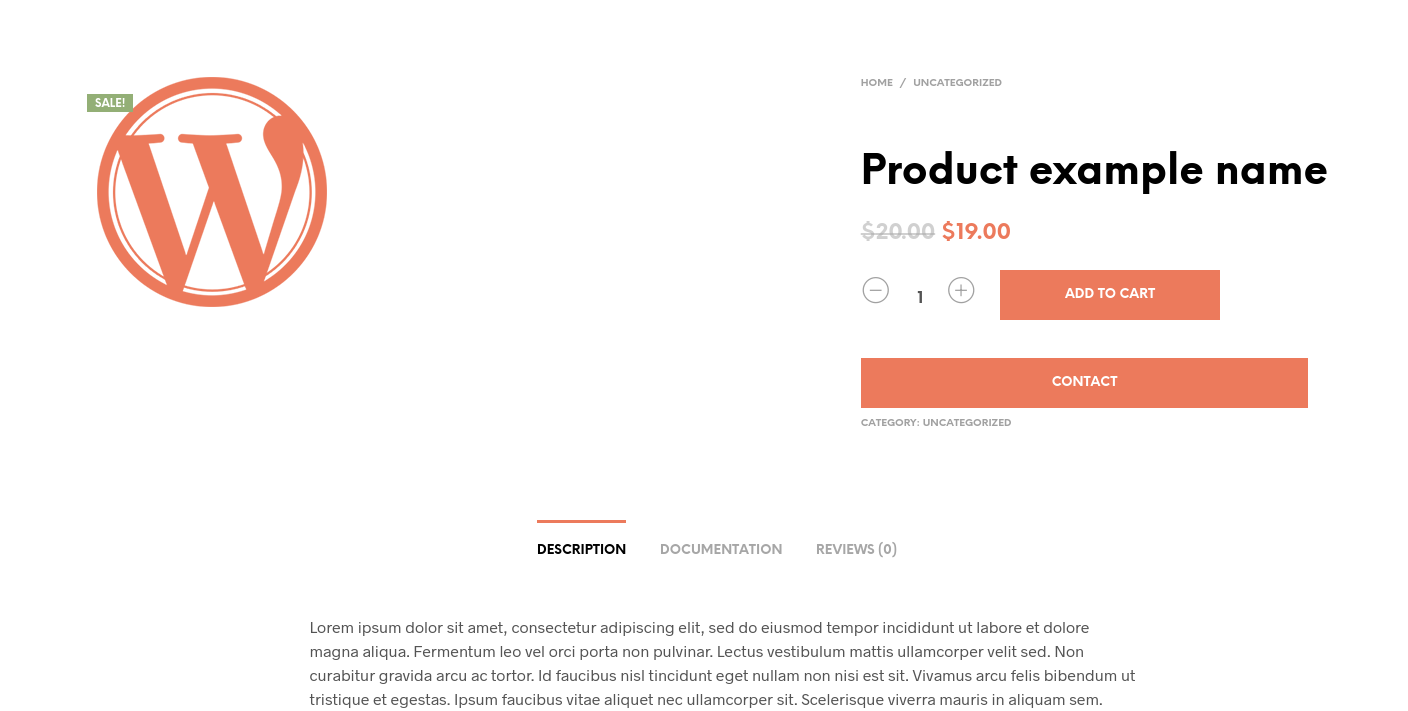 SALE!
HOME / UNCATEGORIZED
Product example name
$20.00 $19.00
1
ADD TO CART
CONTACT
CATEGORY: UNCATEGORIZED
DESCRIPTION DOCUMENTATION REVIEWS (0)
Lorem ipsum dolor sit amet, consectetur adipiscing elit, sed do eiusmod tempor incididunt ut labore et dolore
magna aliqua. Fermentum leo vel orci porta non pulvinar. Lectus vestibulum mattis ullamcorper velit sed. Non
curabitur gravida arcu ac tortor. Id faucibus nisl tincidunt eget nullam non nisi est sit. Vivamus arcu felis bibendum ut
tristique et egestas. Ipsum faucibus vitae aliquet nec ullamcorper sit. Scelerisque viverra mauris in aliquam sem.